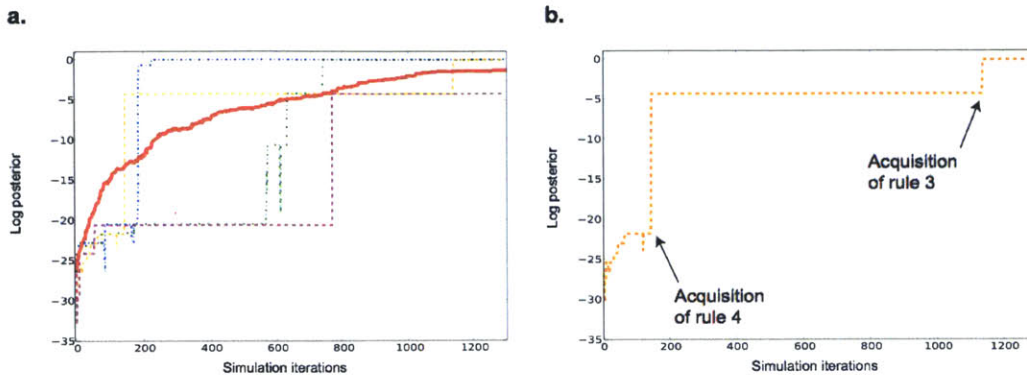 a.
0
−5
−10
−15
−20
−25
−30
−35
Log posterior
0 200 400 600 800 1000 1200
Simulation iterations
b.
0
−5
−10
−15
−20
−25
−30
−35
Log posterior
Acquisition
of rule 3
Acquisition
of rule 4
0 200 400 600 800 1000 1200
Simulation iterations